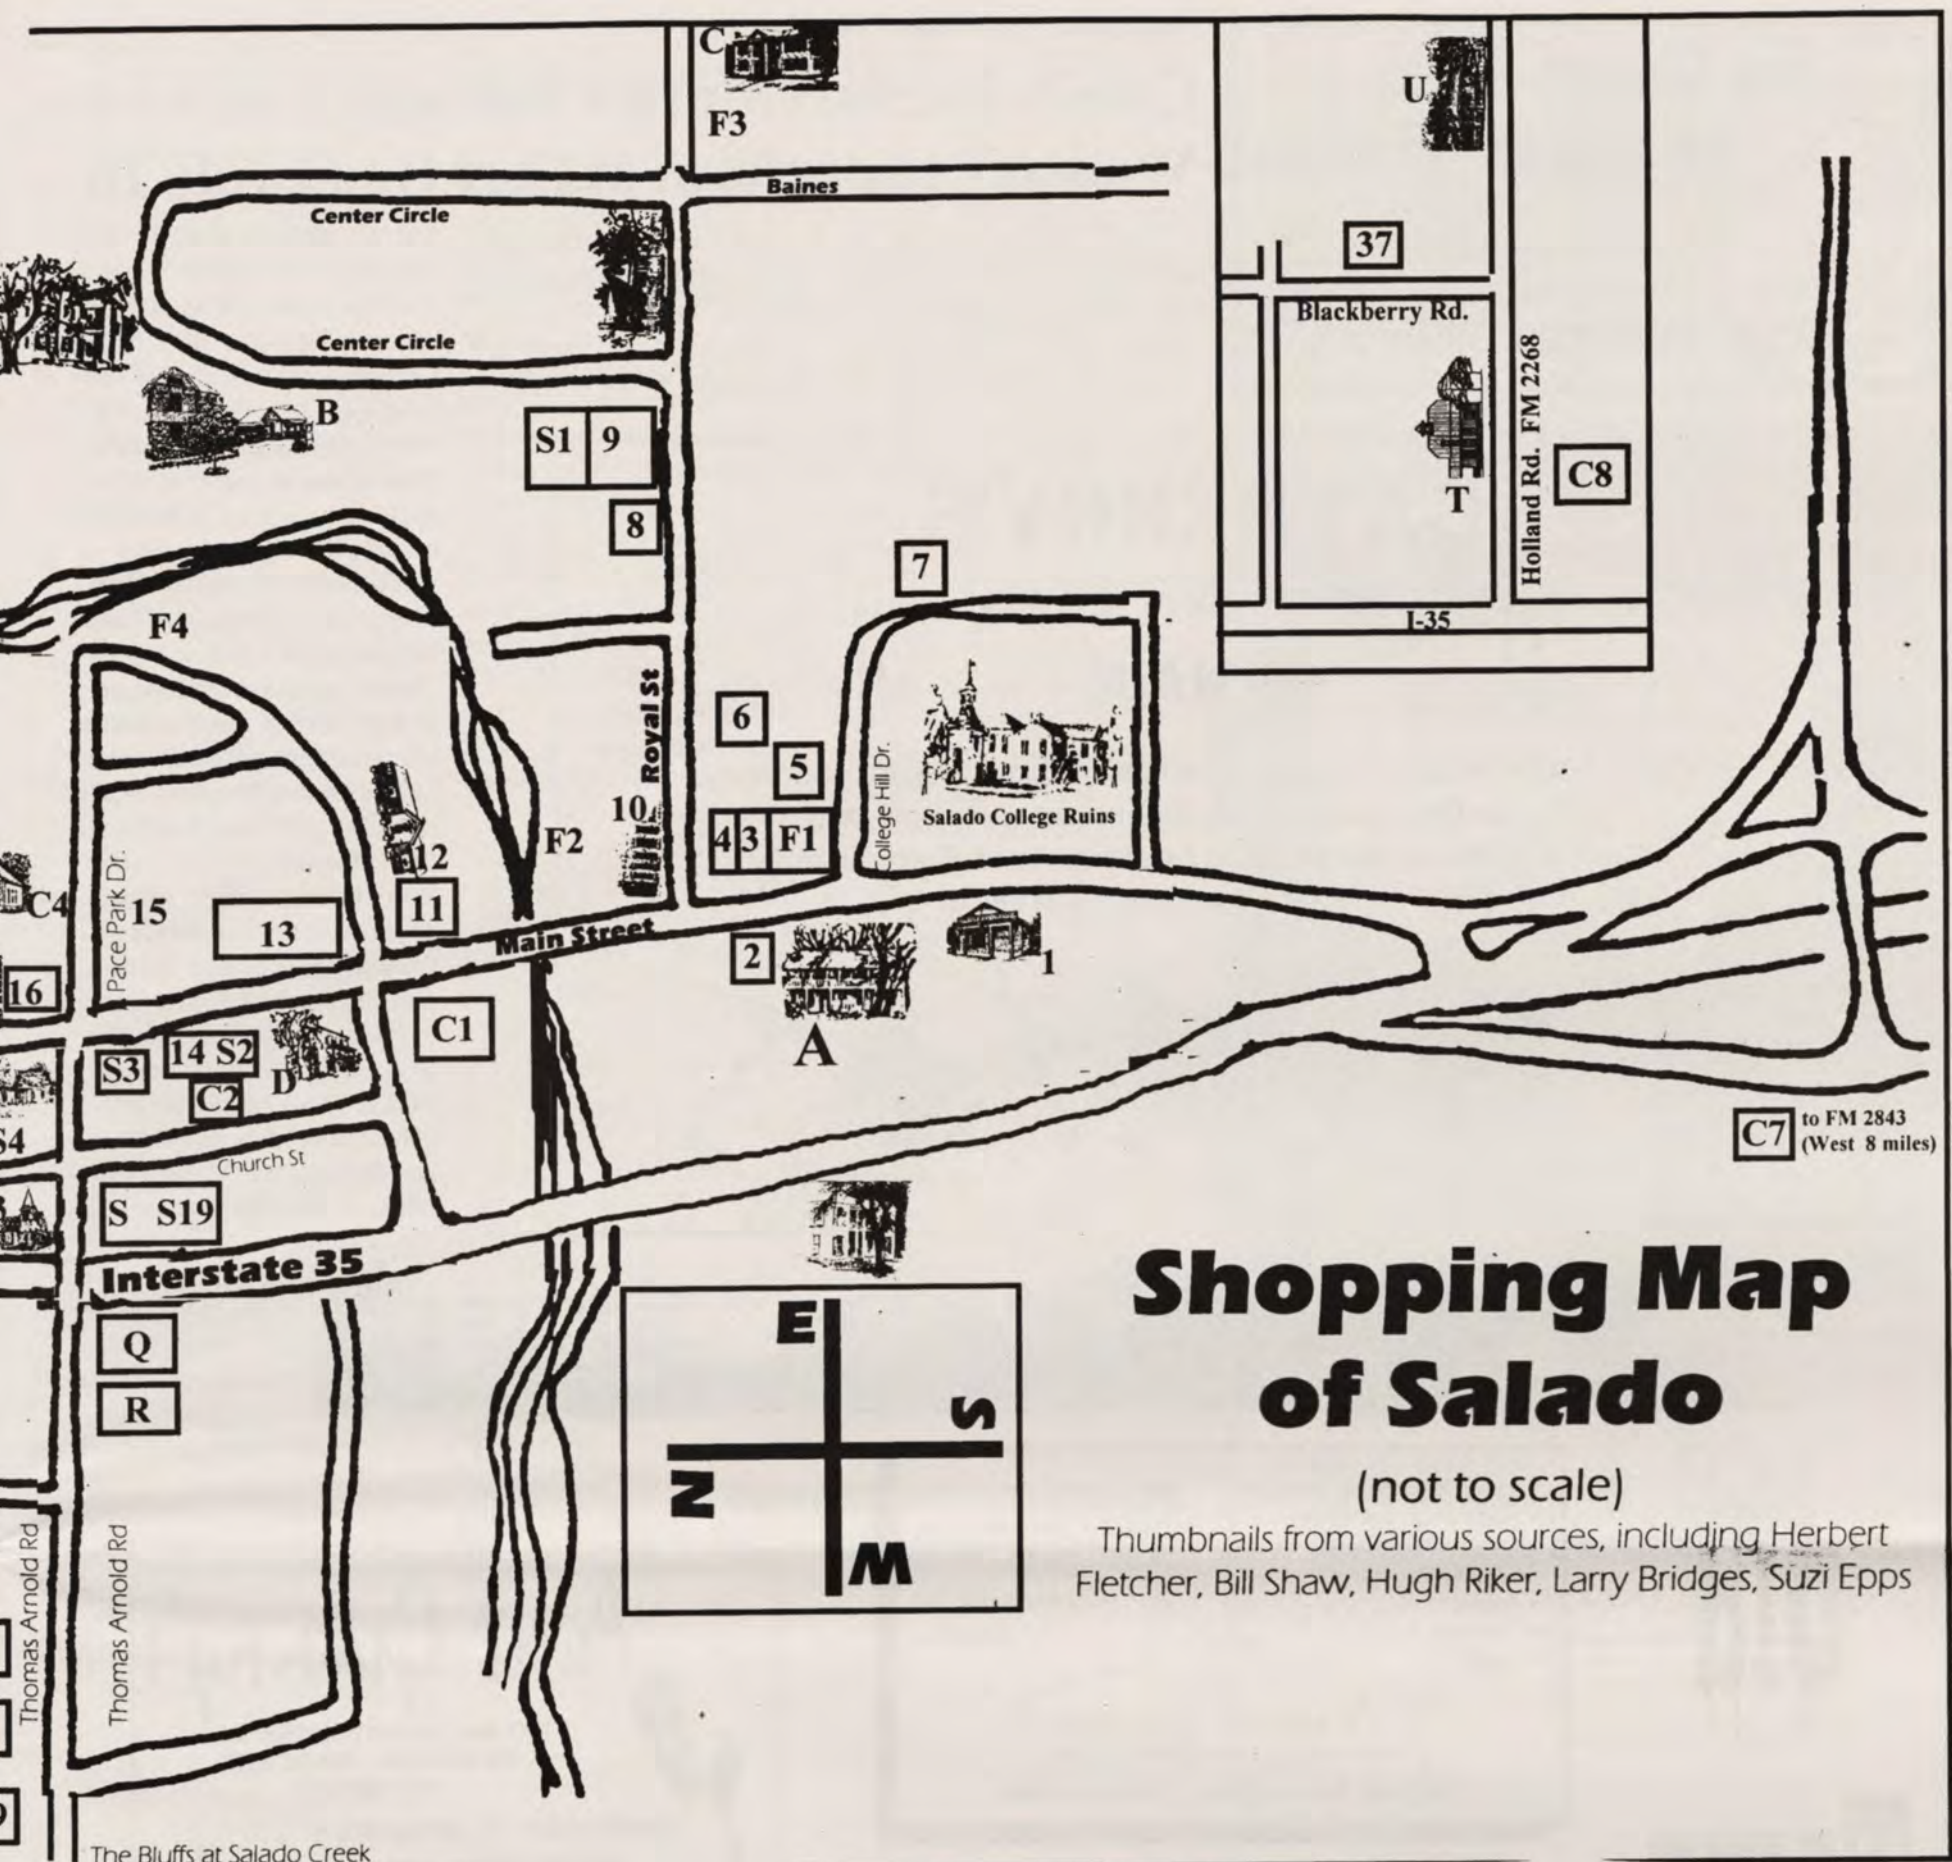 C
F3
U
Baines
Center Circle
37
Blackberry Rd.
Center Circle
B
S1 9
Holland Rd. FM 2268
C8
T
8
7
F4
I-35
Royal St
6
5
College Hill Dr.
10
4 3 F1
Salado College Ruins
F2
12
11
C4
Pace Park Dr.
15
13
Main Street
2
1
16
A
C1
14 S2
S3
D
C2
S4
Church St
C7
to FM 2843
(West 8 miles)
S S19
Interstate 35
Q
R
E
S
N
W
Shopping Map
of Salado
(not to scale)
Thumbnails from various sources, including Herbert
Fletcher, Bill Shaw, Hugh Riker, Larry Bridges, Suzi Epps
Thomas Arnold Rd
Thomas Arnold Rd
The Bluffs at Salado Creek